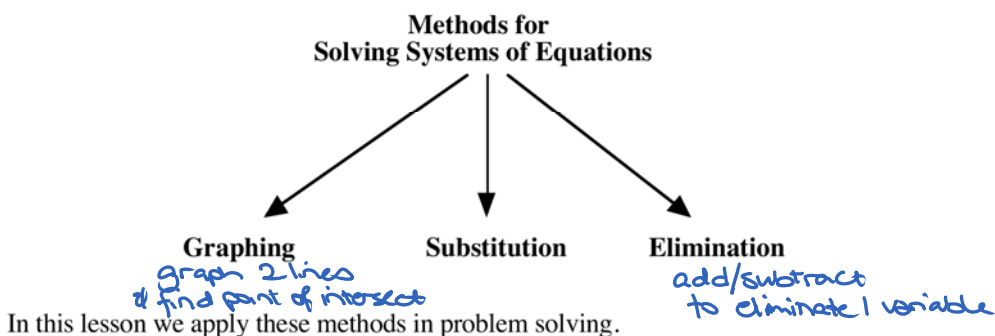 Methods for
Solving Systems of Equations
Graphing Substitution Elimination
graph 2 lines
& find point of intersect
add/subtract
to eliminate 1 variable
In this lesson we apply these methods in problem solving.